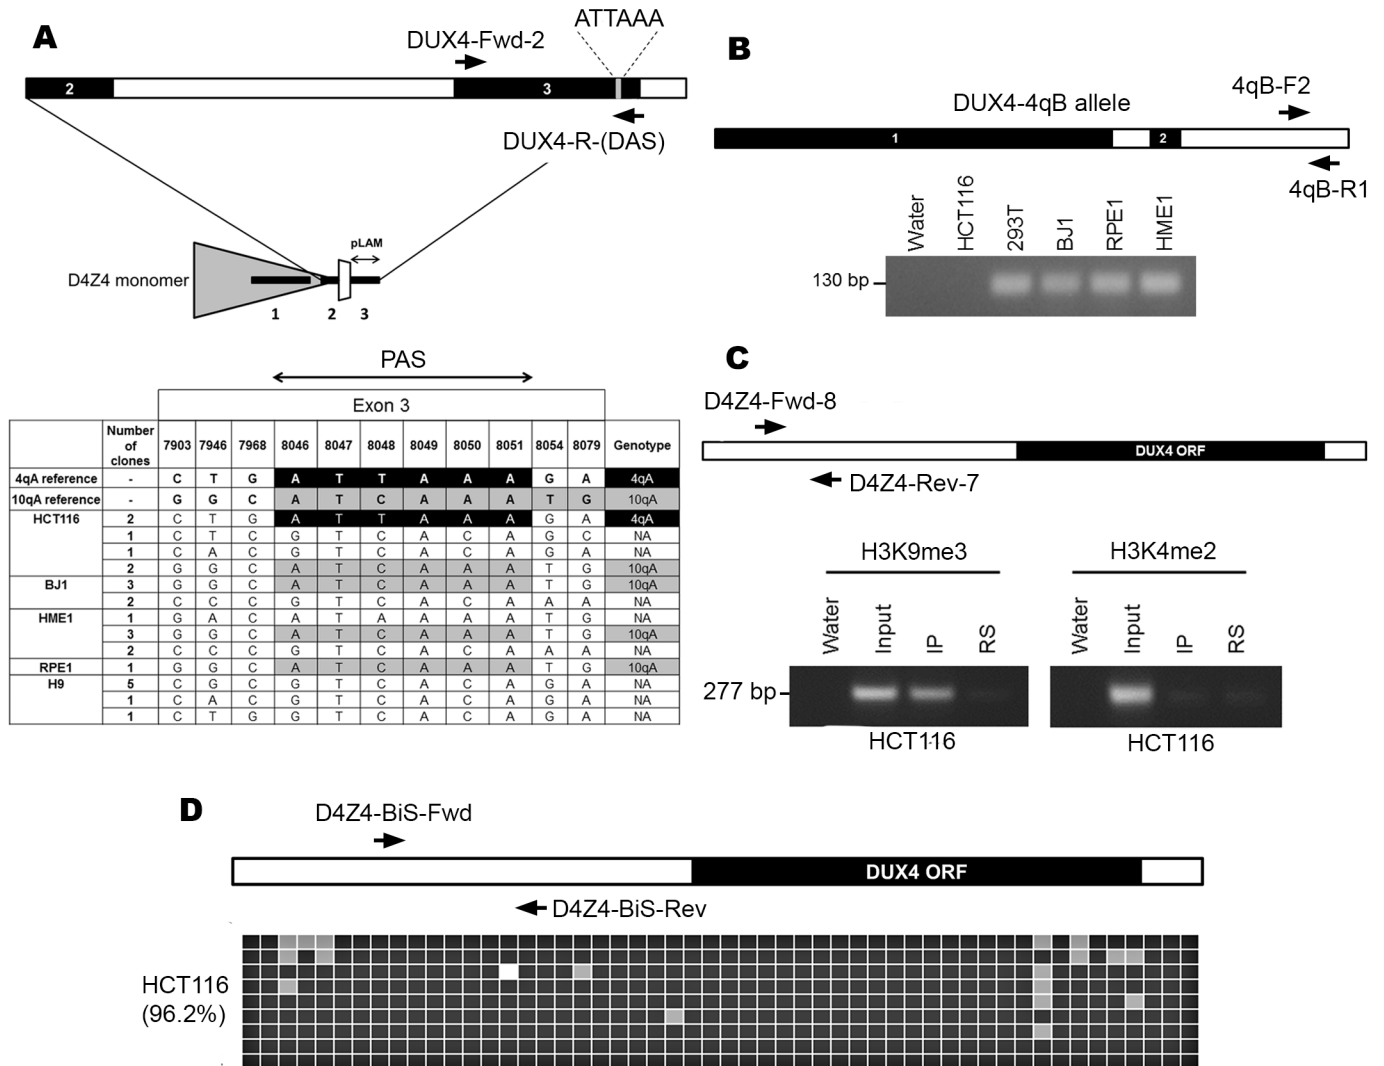 A
ATTAAA
DUX4-Fwd-2
2
3
DUX4-R-(DAS)
pLAM
D4Z4 monomer
1 2 3
PAS
Exon 3
Number of clones 7903 7946 7968 8046 8047 8048 8049 8050 8051 8054 8079 Genotype
4qA reference - C T G A T T A A A G A 4qA
10qA reference - G G C A T C A A A T G 10qA
HCT116 2 C T G A T T A A A G A 4qA
1 C T C G T C A C A G C NA
1 C A C G T C A C A G A NA
2 G G C A T C A A A T G 10qA
BJ1 3 G G C A T C A A A T G 10qA
2 C C C G T C A C A A A NA
HME1 1 G A C A T A A A A T G NA
3 G G C A T C A A A T G 10qA
2 C C C G T C A C A A A NA
RPE1 1 G G C A T C A A A T G 10qA
H9 5 C G C G T C A C A G A NA
1 C A C G T C A C A G A NA
1 C T G G T C A C A G A NA
B
4qB-F2
DUX4-4qB allele
1
2
4qB-R1
Water HCT116 293T BJ1 RPE1 HME1
130 bp
C
D4Z4-Fwd-8
DUX4 ORF
D4Z4-Rev-7
H3K9me3
H3K4me2
Water Input IP RS
Water Input IP RS
277 bp
HCT116
HCT116
D
D4Z4-BiS-Fwd
DUX4 ORF
D4Z4-BiS-Rev
HCT116
(96.2%)